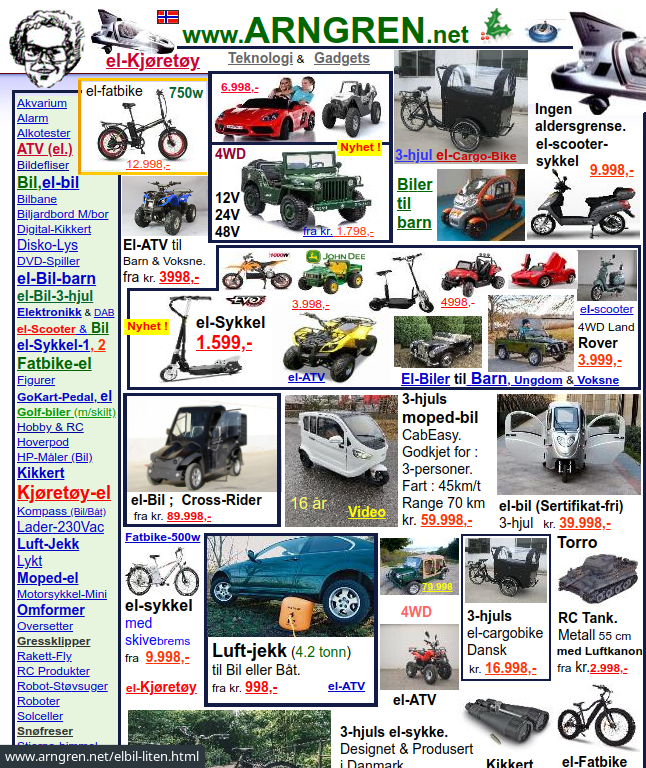 www.ARNGREN.net
el-Kjøretøy
Teknologi & Gadgets
Akvarium
Alarm
Alkotester
ATV (el.)
Bildefliser
Bil,el-bil
Bilbane
Biljardbord M/bor
Digital-Kikkert
Disko-Lys
DVD-Spiller
el-Bil-barn
el-Bil-3-hjul
Elektronikk & DAB
el-Scooter & Bil
el-Sykkel-1, 2
Fatbike-el
Figurer
GoKart-Pedal, el
Golf-biler (m/skilt)
Hobby & RC
Hoverpod
HP-Måler (Bil)
Kikkert
Kjøretøy-el
Kompass (Bil/Båt)
Lader-230Vac
Luft-Jekk
Lykt
Moped-el
Motorsykkel-Mini
Omformer
Oversetter
Gressklipper
Rakett-Fly
RC Produkter
Robot-Støvsuger
Roboter
Solceller
Snøfreser
el-fatbike
750w
12.998,-
6.998,-
Nyhet !
4WD
12V
24V
48V
fra kr. 1.798,-
3-hjul el-Cargo-Bike
Ingen
aldersgrense.
el-scooter-
sykkel
9.998,-
Biler
til
barn
El-ATV til
Barn & Voksne.
fra kr. 3998,-
1000W
JOHN DEE
3.998,-
4998,-
el-scooter
4WD Land
Rover
3.999,-
EVO
Nyhet !
el-Sykkel
1.599,-
el-ATV
El-Biler til Barn, Ungdom & Voksne
el-Bil ; Cross-Rider
fra kr. 89.998,-
16 år
Video
3-hjuls
moped-bil
CabEasy.
Godkjet for :
3-personer.
Fart : 45km/t
Range 70 km
kr. 59.998,-
el-bil (Sertifikat-fri)
3-hjul kr. 39.998,-
Fatbike-500w
el-sykkel
med
skivebrems
fra 9.998,-
el-Kjøretøy
Luft-jekk (4.2 tonn)
til Bil eller Båt.
fra kr. 998,-
el-ATV
79.998
4WD
el-ATV
3-hjuls
el-cargobike
Dansk
kr. 16.998,-
Torro
RC Tank.
Metall 55 cm
med Luftkanon
fra kr.2.998,-
3-hjuls el-sykke.
Designet & Produsert
i Danmark
Kikkert
el-Fatbike
www.arngren.net/elbil-liten.html